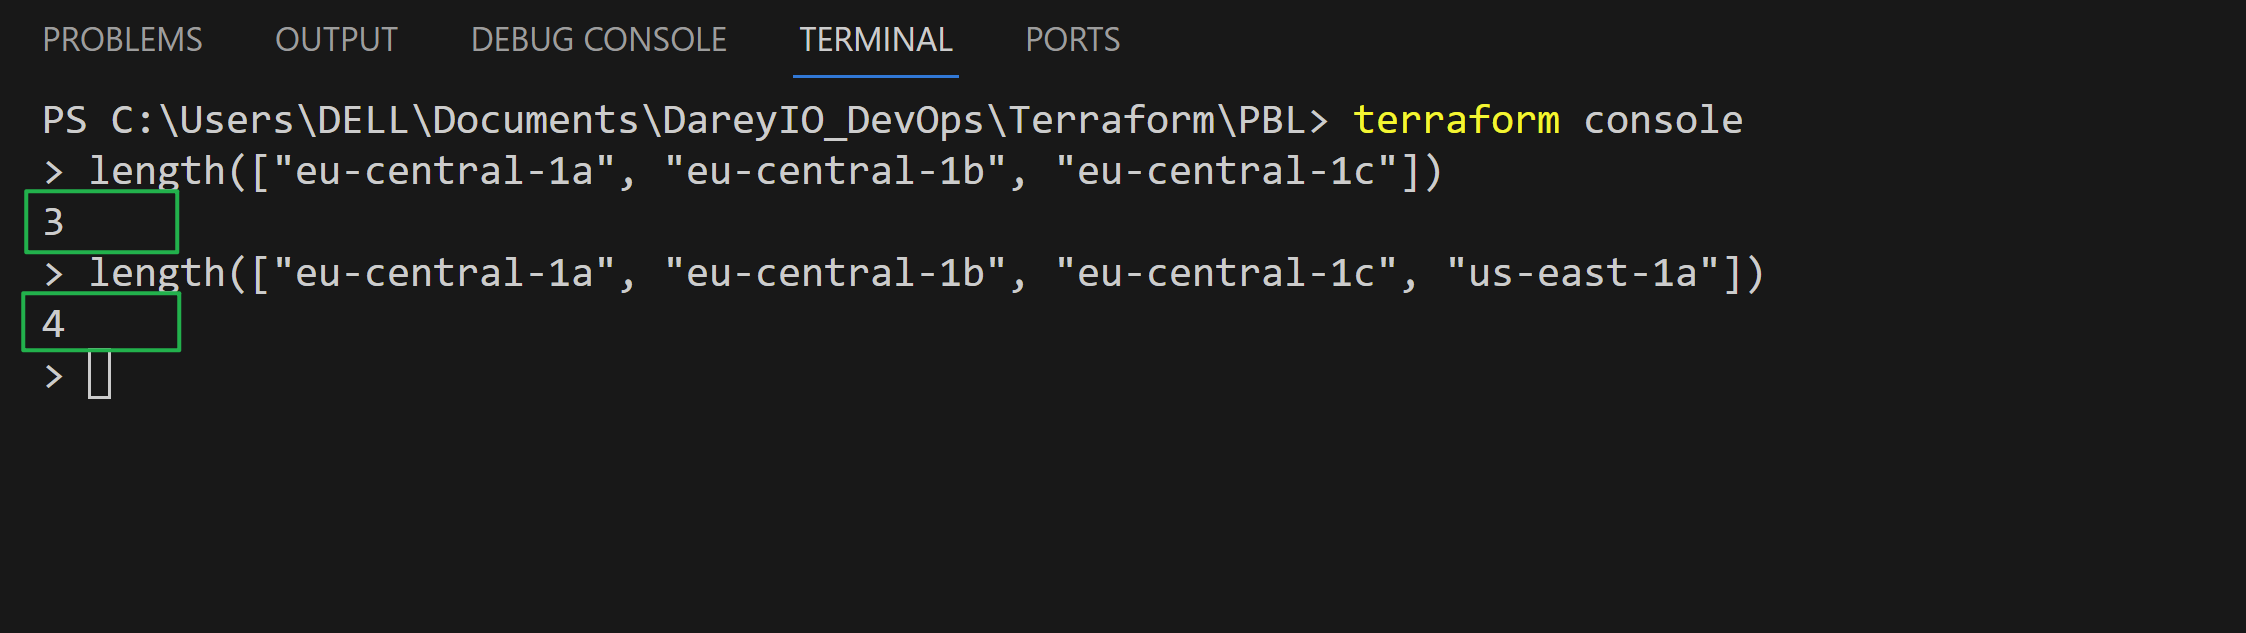 PROBLEMS OUTPUT DEBUG CONSOLE TERMINAL PORTS
PS C:\Users\DELL\Documents\DareyIO_DevOps\Terraform\PBL> terraform console
> length(["eu-central-1a", "eu-central-1b", "eu-central-1c"])
3
> length(["eu-central-1a", "eu-central-1b", "eu-central-1c", "us-east-1a"])
4
>